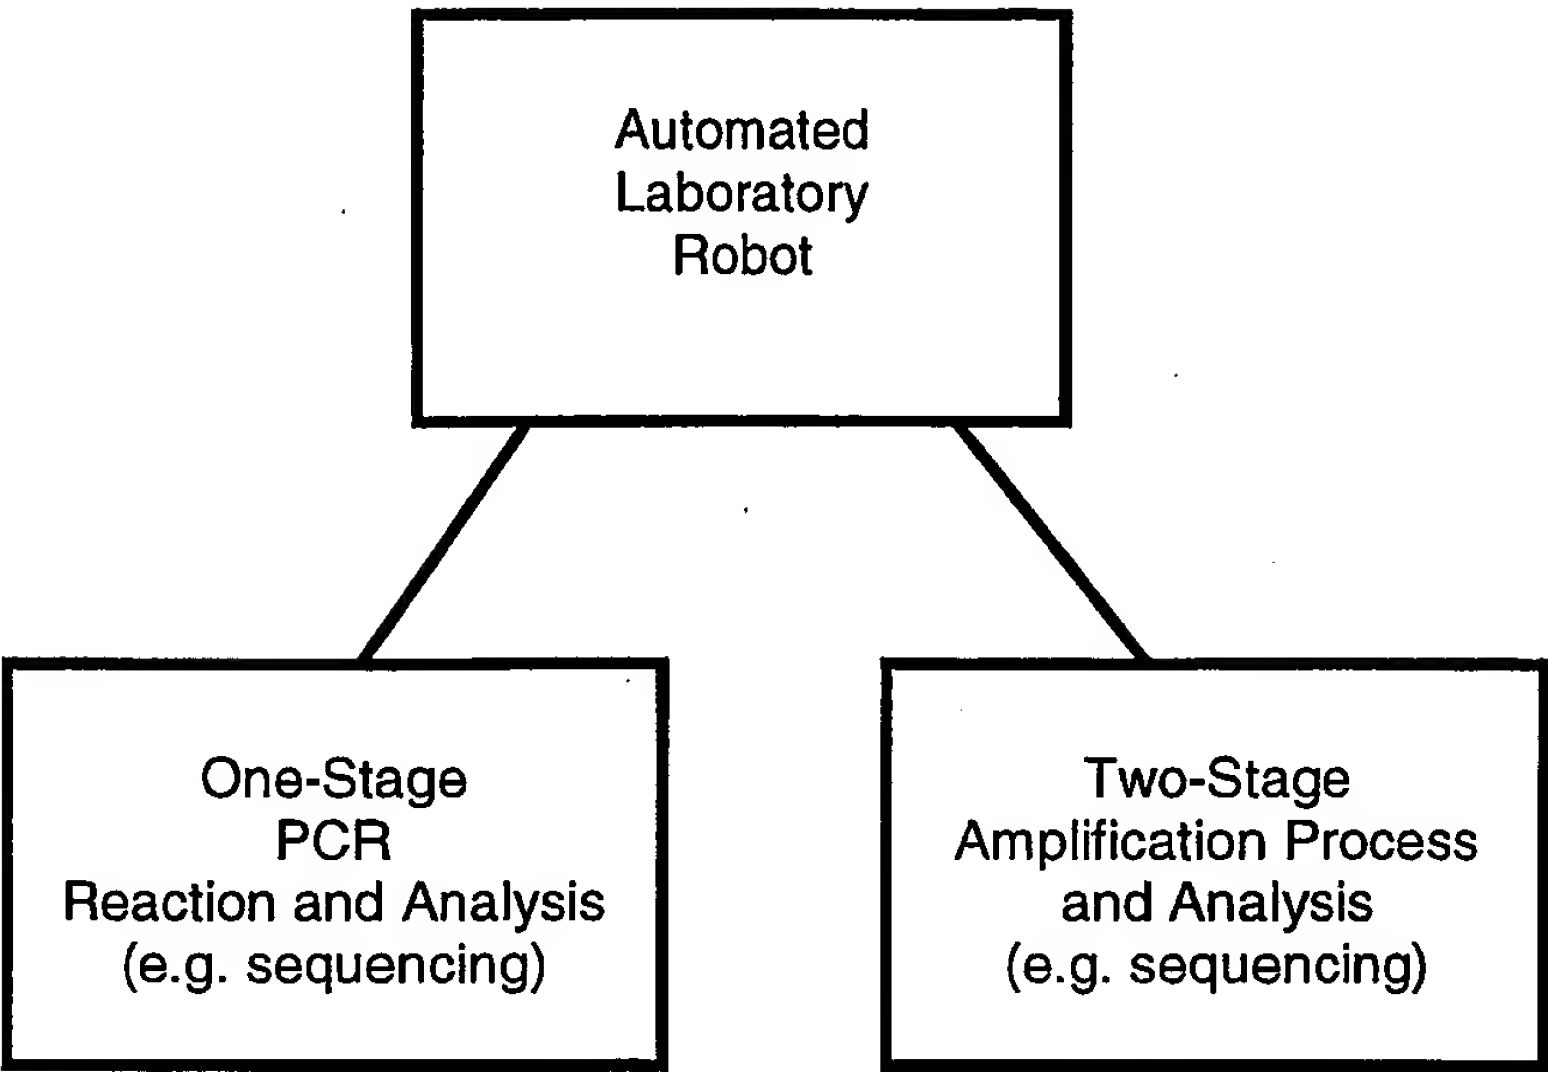 Automated
Laboratory
Robot
One-Stage
PCR
Reaction and Analysis
(e.g. sequencing)
Two-Stage
Amplification Process
and Analysis
(e.g. sequencing)